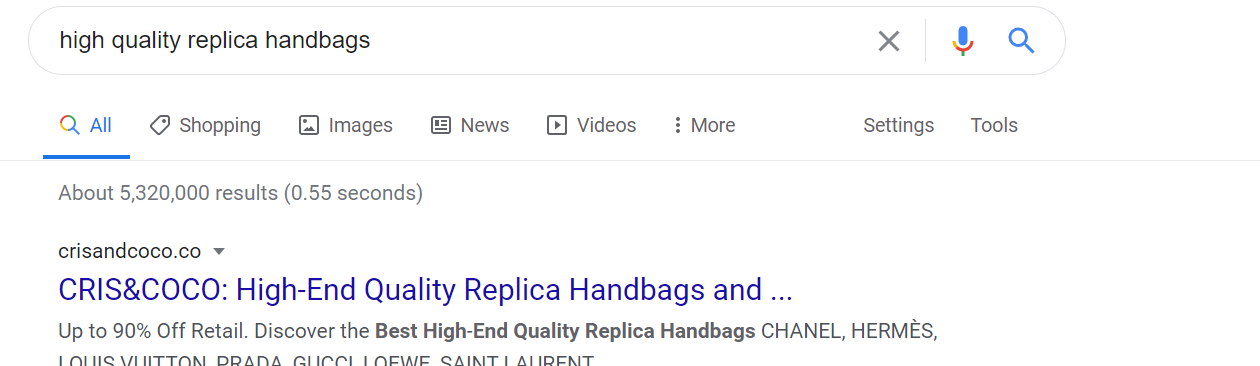 high quality replica handbags
All Shopping Images News Videos More Settings Tools
About 5,320,000 results (0.55 seconds)
crisandcoco.co
CRIS&COCO: High-End Quality Replica Handbags and ...
Up to 90% Off Retail. Discover the Best High-End Quality Replica Handbags CHANEL, HERMÈS,
LOUIS VUITTON, PRADA, GUCCI, LOEWE, SAINT LAURENT